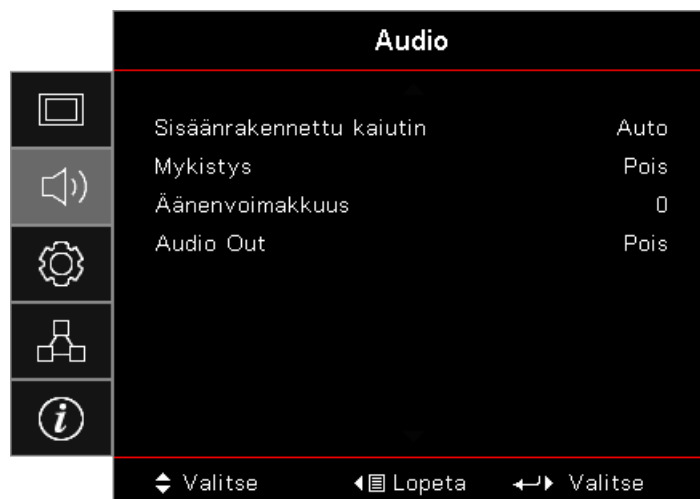 Audio
Sisäänrakennettu kaiutin Auto
Mykistys Pois
Äänenvoimakkuus 0
Audio Out Pois
Valitse Lopeta Valitse